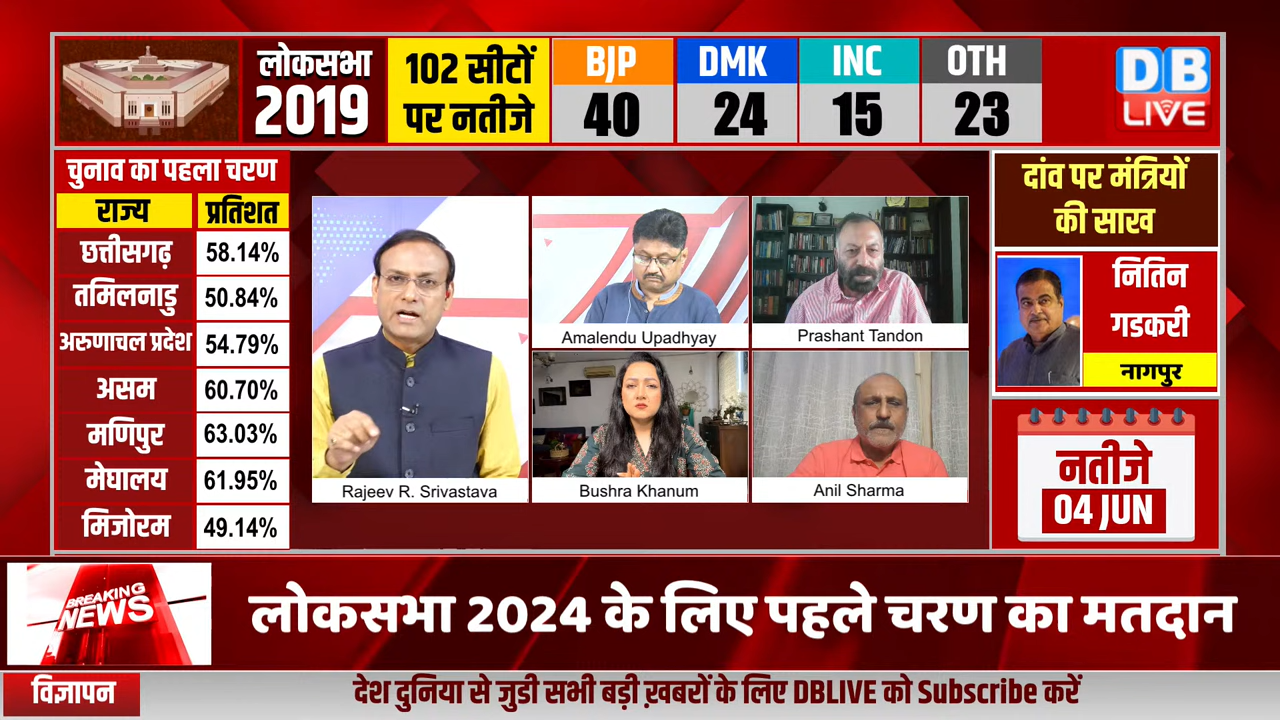 लोकसभा
2019
102 सीटों
पर नतीजे
BJP
40
DMK
24
INC
15
OTH
23
DB
LIVE
चुनाव का पहला चरण
राज्य प्रतिशत
छत्तीसगढ़ 58.14%
तमिलनाडु 50.84%
अरुणाचल प्रदेश 54.79%
असम 60.70%
मणिपुर 63.03%
मेघालय 61.95%
मिजोरम 49.14%
Rajeev R. Srivastava
Amalendu Upadhyay
Prashant Tandon
Bushra Khanum
Anil Sharma
दांव पर मंत्रियों
की साख
नितिन
गडकरी
नागपुर
नतीजे
04 JUN
BREAKING
NEWS
लोकसभा 2024 के लिए पहले चरण का मतदान
विज्ञापन
देश दुनिया से जुडी सभी बड़ी ख़बरों के लिए DBLIVE को Subscribe करें